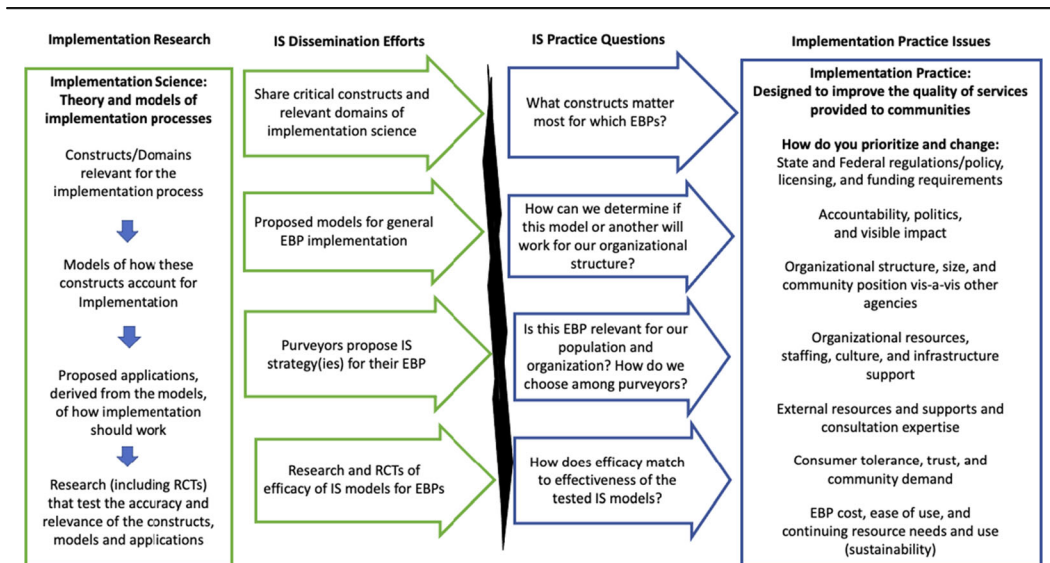 Implementation Research
Implementation Science:
Theory and models of
implementation processes
Constructs/Domains
relevant for the
implementation process
Models of how these
constructs account for
Implementation
Proposed applications,
derived from the models,
of how implementation
should work
Research (including RCTs)
that test the accuracy and
relevance of the constructs,
models and applications
IS Dissemination Efforts
Share critical constructs and
relevant domains of
implementation science
Proposed models for general
EBP implementation
Purveyors propose IS
strategy(ies) for their EBP
Research and RCTs of
efficacy of IS models for EBPs
IS Practice Questions
What constructs matter
most for which EBPs?
How can we determine if
this model or another will
work for our organizational
structure?
Is this EBP relevant for our
population and
organization? How do we
choose among purveyors?
How does efficacy match
to effectiveness of the
tested IS models?
Implementation Practice Issues
Implementation Practice:
Designed to improve the quality of services
provided to communities
How do you prioritize and change:
State and Federal regulations/policy,
licensing, and funding requirements
Accountability, politics,
and visible impact
Organizational structure, size, and
community position vis-a-vis other
agencies
Organizational resources,
staffing, culture, and infrastructure
support
External resources and supports and
consultation expertise
Consumer tolerance, trust, and
community demand
EBP cost, ease of use, and
continuing resource needs and use
(sustainability)